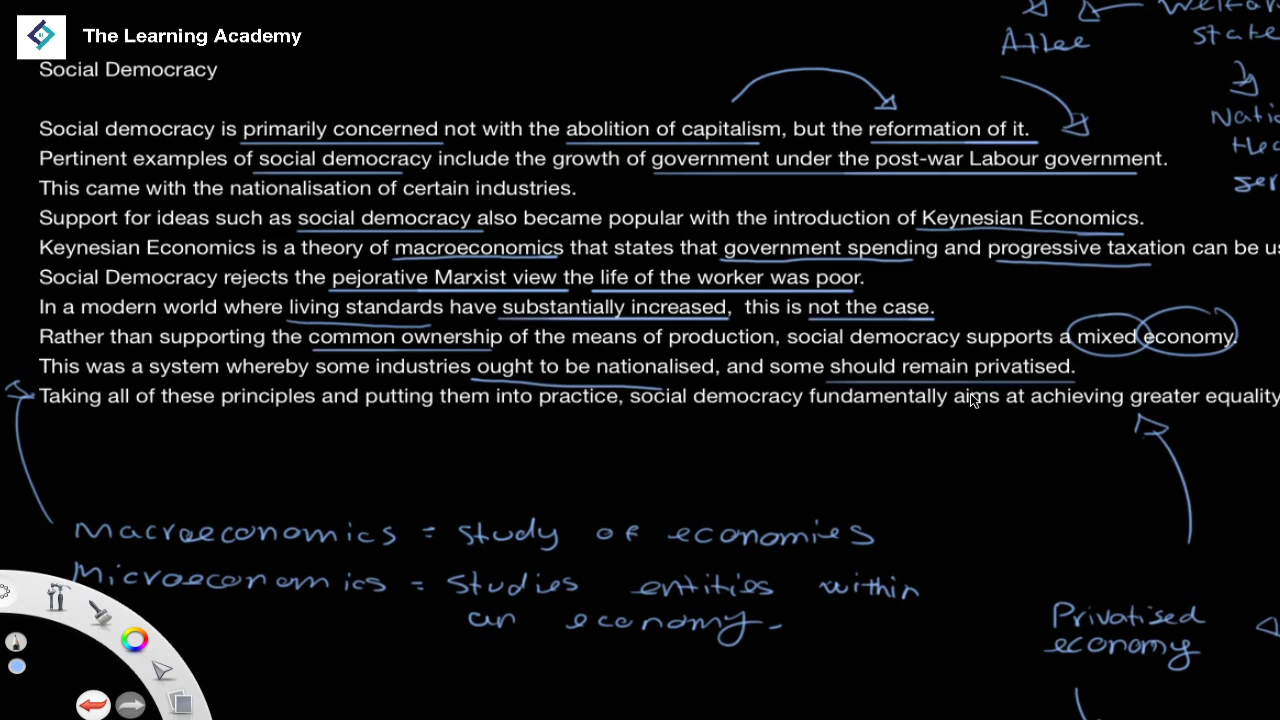 The Learning Academy
Social Democracy
Attlee
state
Social democracy is primarily concerned not with the abolition of capitalism, but the reformation of it.
Pertinent examples of social democracy include the growth of government under the post-war Labour government.
This came with the nationalisation of certain industries.
Support for ideas such as social democracy also became popular with the introduction of Keynesian Economics.
Keynesian Economics is a theory of macroeconomics that states that government spending and progressive taxation can be
Social Democracy rejects the pejorative Marxist view the life of the worker was poor.
In a modern world where living standards have substantially increased, this is not the case.
Rather than supporting the common ownership of the means of production, social democracy supports a mixed economy.
This was a system whereby some industries ought to be nationalised, and some should remain privatised.
Taking all of these principles and putting them into practice, social democracy fundamentally aims at achieving greater equality
Macroeconomics = study of economies
Microeconomics = studies entities within
an economy.
Privatised
economy